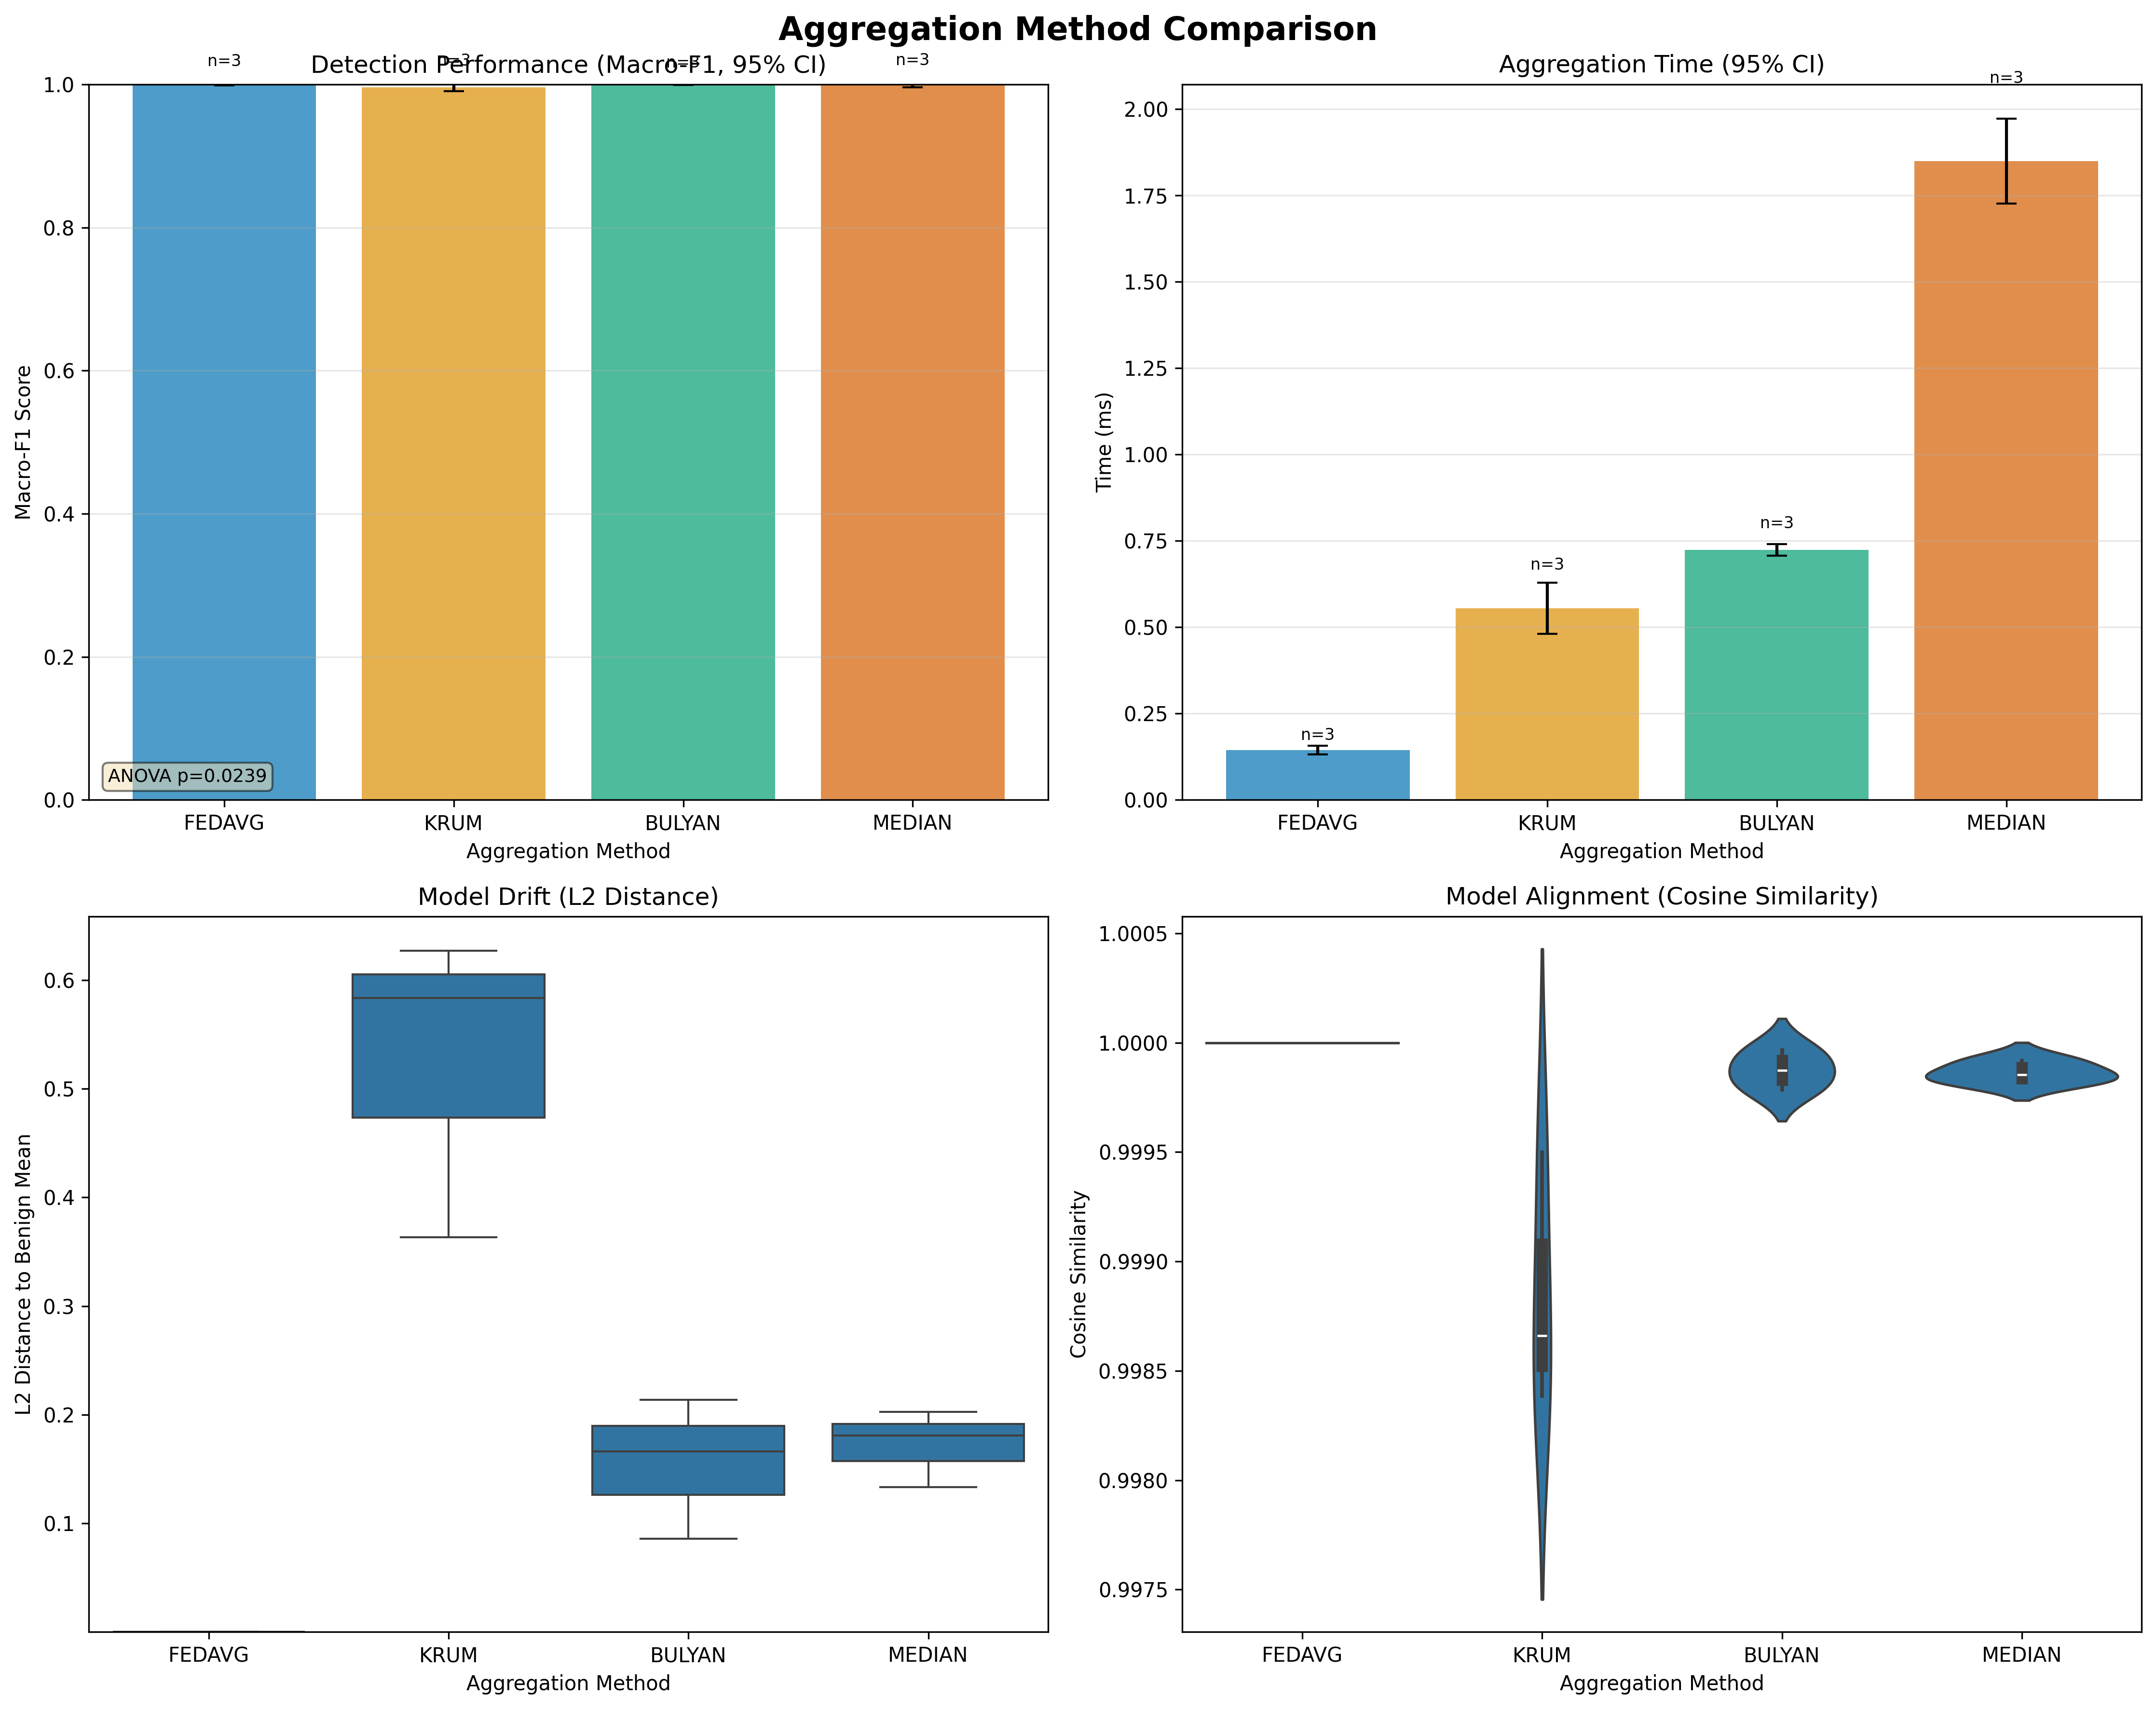 Aggregation Method Comparison
Detection Performance (Macro-F1, 95% CI)
n=3
n=3
n=3
n=3
1.0
0.8
0.6
0.4
0.2
0.0
Macro-F1 Score
ANOVA p=0.0239
FEDAVG
KRUM
BULYAN
MEDIAN
Aggregation Method
Aggregation Time (95% CI)
n=3
n=3
n=3
n=3
2.00
1.75
1.50
1.25
1.00
0.75
0.50
0.25
0.00
Time (ms)
FEDAVG
KRUM
BULYAN
MEDIAN
Aggregation Method
Model Drift (L2 Distance)
0.6
0.5
0.4
0.3
0.2
0.1
L2 Distance to Benign Mean
FEDAVG
KRUM
BULYAN
MEDIAN
Aggregation Method
Model Alignment (Cosine Similarity)
1.0005
1.0000
0.9995
0.9990
0.9985
0.9980
0.9975
Cosine Similarity
FEDAVG
KRUM
BULYAN
MEDIAN
Aggregation Method